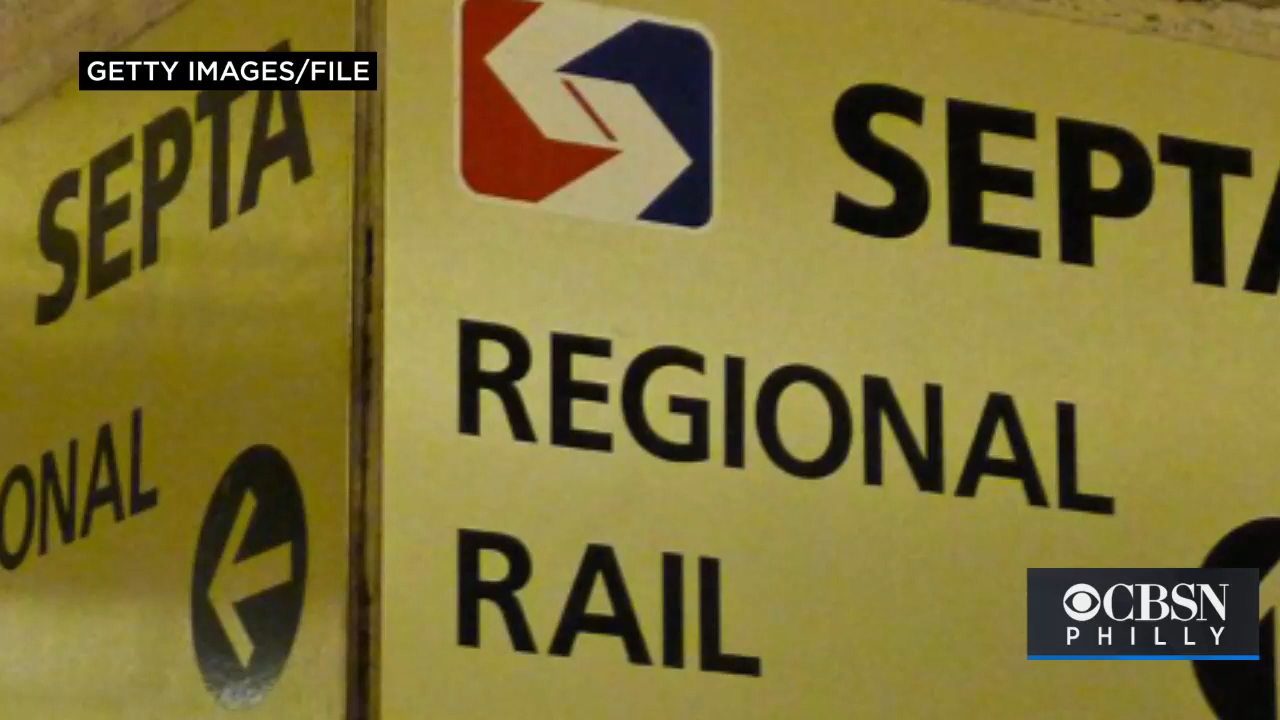 GETTY IMAGES/FILE
SEPTA
ONAL
SEPTA
REGIONAL
RAIL
CBSN
PHILLY